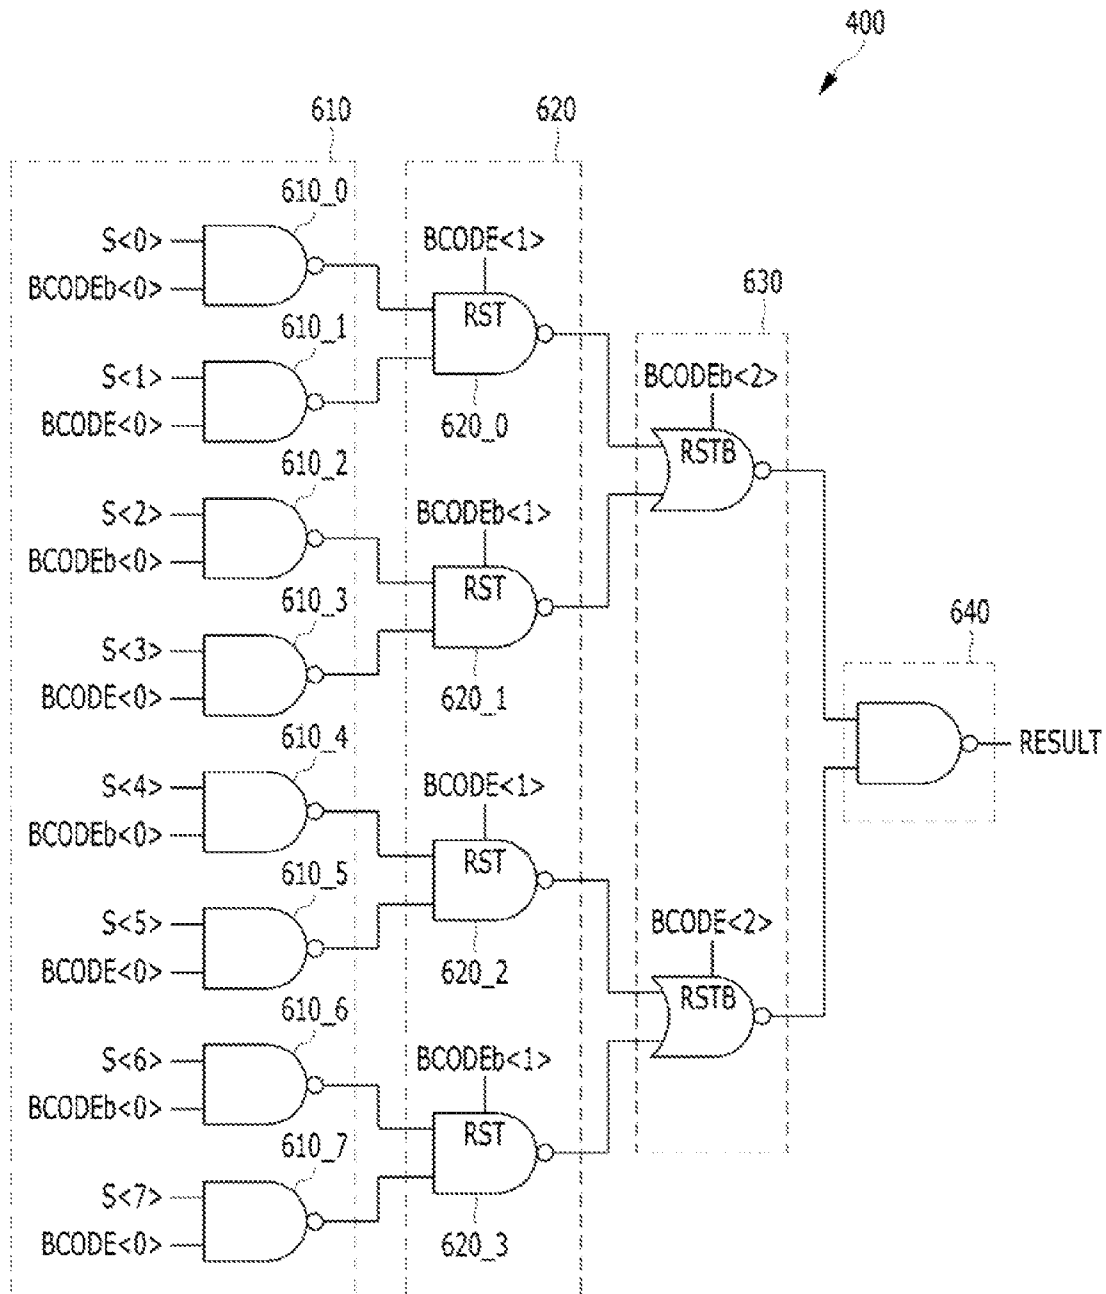 400
610
620
610_0
S<0>
BCODEb<0>
BCODE<1>
RST
630
610_1
S<1>
BCODE<0>
620_0
BCODEb<2>
RSTB
610_2
S<2>
BCODEb<0>
BCODEb<1>
RST
610_3
S<3>
BCODE<0>
620_1
640
RESULT
610_4
S<4>
BCODEb<0>
BCODE<1>
RST
610_5
S<5>
BCODE<0>
620_2
BCODE<2>
RSTB
610_6
S<6>
BCODEb<0>
BCODEb<1>
RST
610_7
S<7>
BCODE<0>
620_3